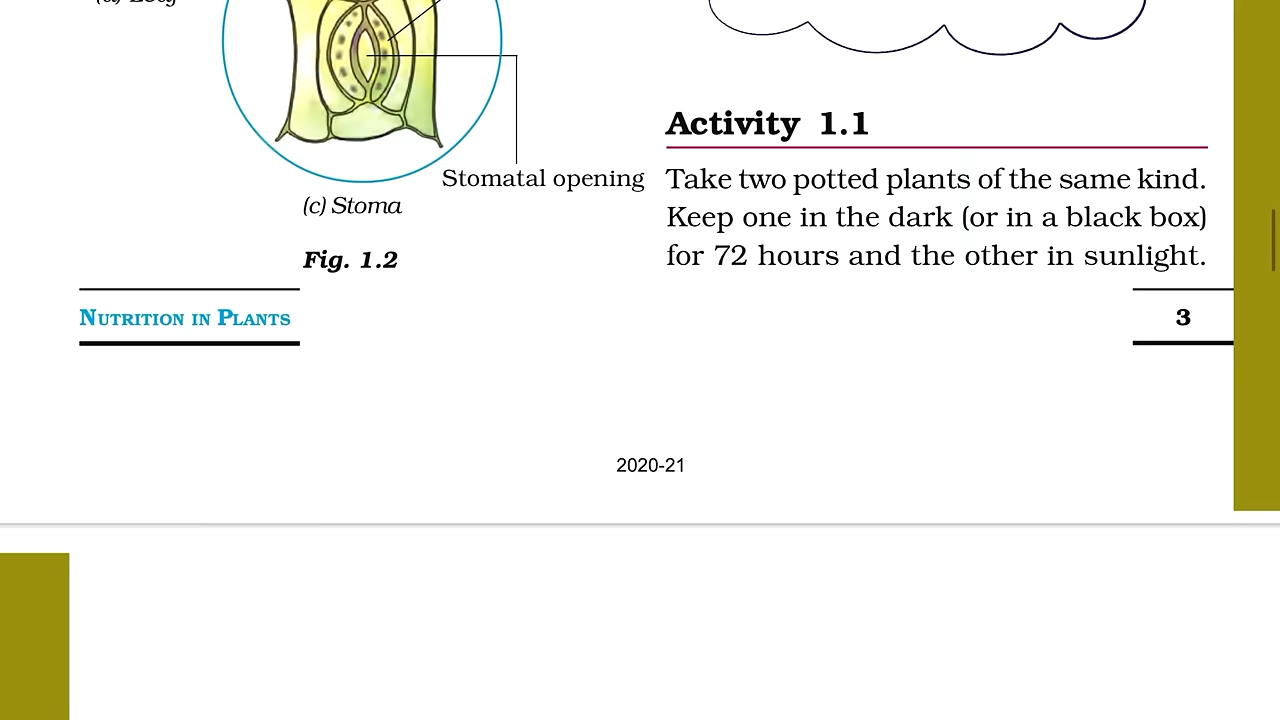 Stomatal opening
(c) Stoma
Fig. 1.2
Activity 1.1
Take two potted plants of the same kind.
Keep one in the dark (or in a black box)
for 72 hours and the other in sunlight.
NUTRITION IN PLANTS
3
2020-21